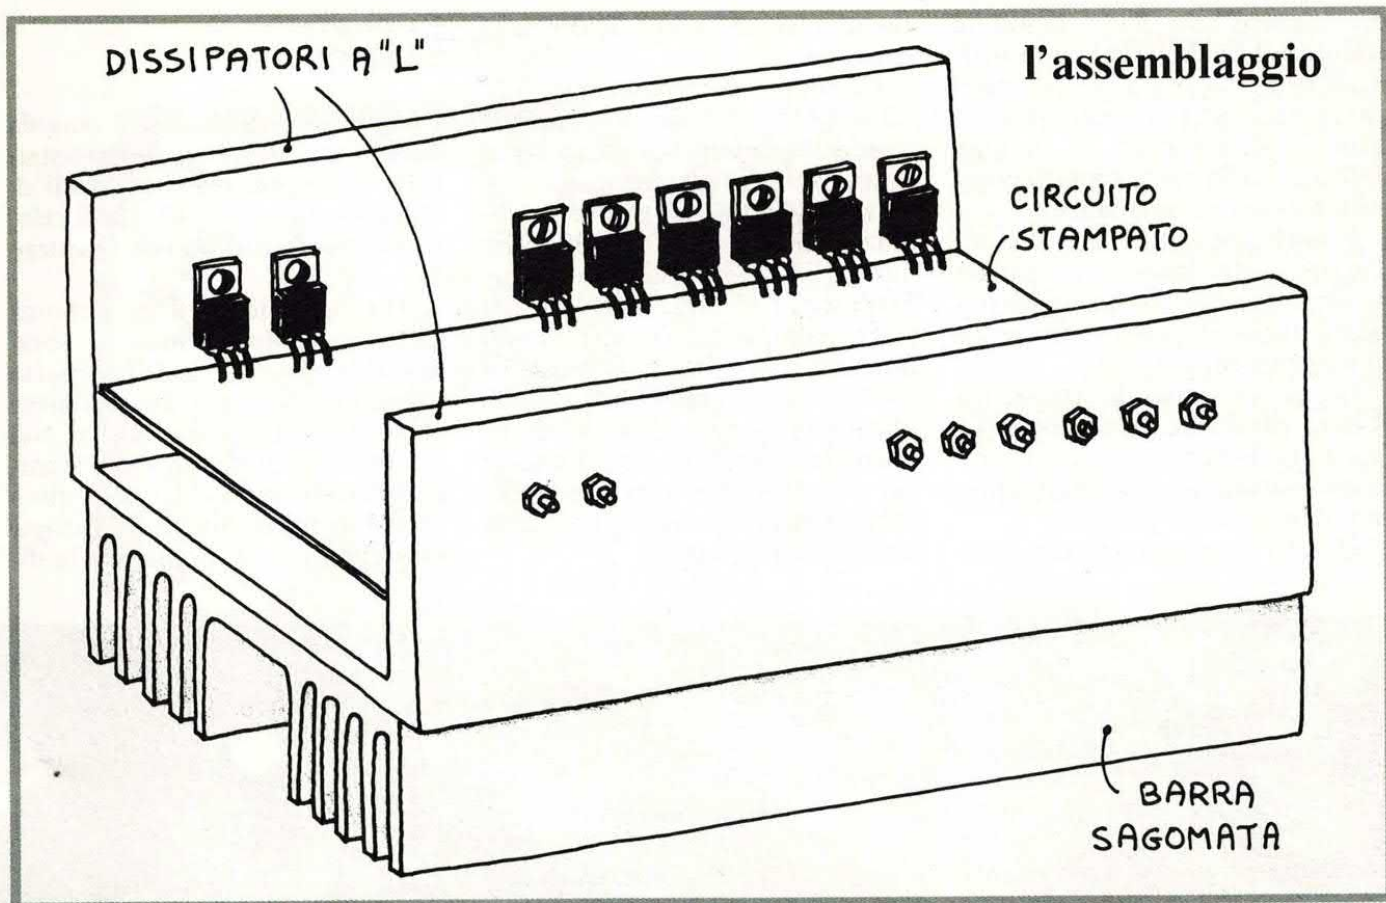 DISSIPATORI A "L"
l'assemblaggio
CIRCUITO
STAMPATO
BARRA
SAGOMATA